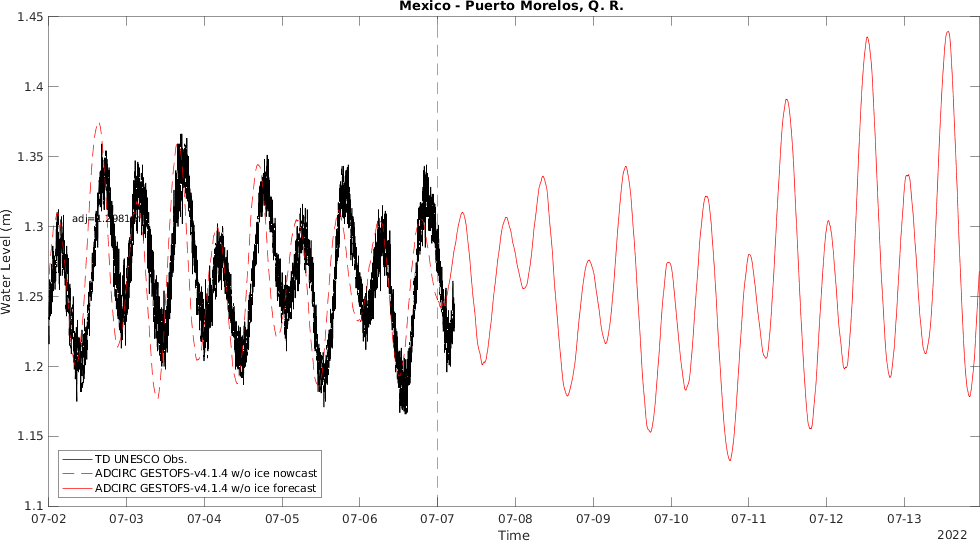 Mexico - Puerto Morelos, Q. R.
1.45
1.4
1.35
1.3
1.25
1.2
1.15
1.1
Water Level (m)
TD UNESCO Obs.
ADCIRC GESTOFS-v4.1.4 w/o ice nowcast
ADCIRC GESTOFS-v4.1.4 w/o ice forecast
07-02 07-03 07-04 07-05 07-06 07-07 07-08 07-09 07-10 07-11 07-12 07-13
Time
2022